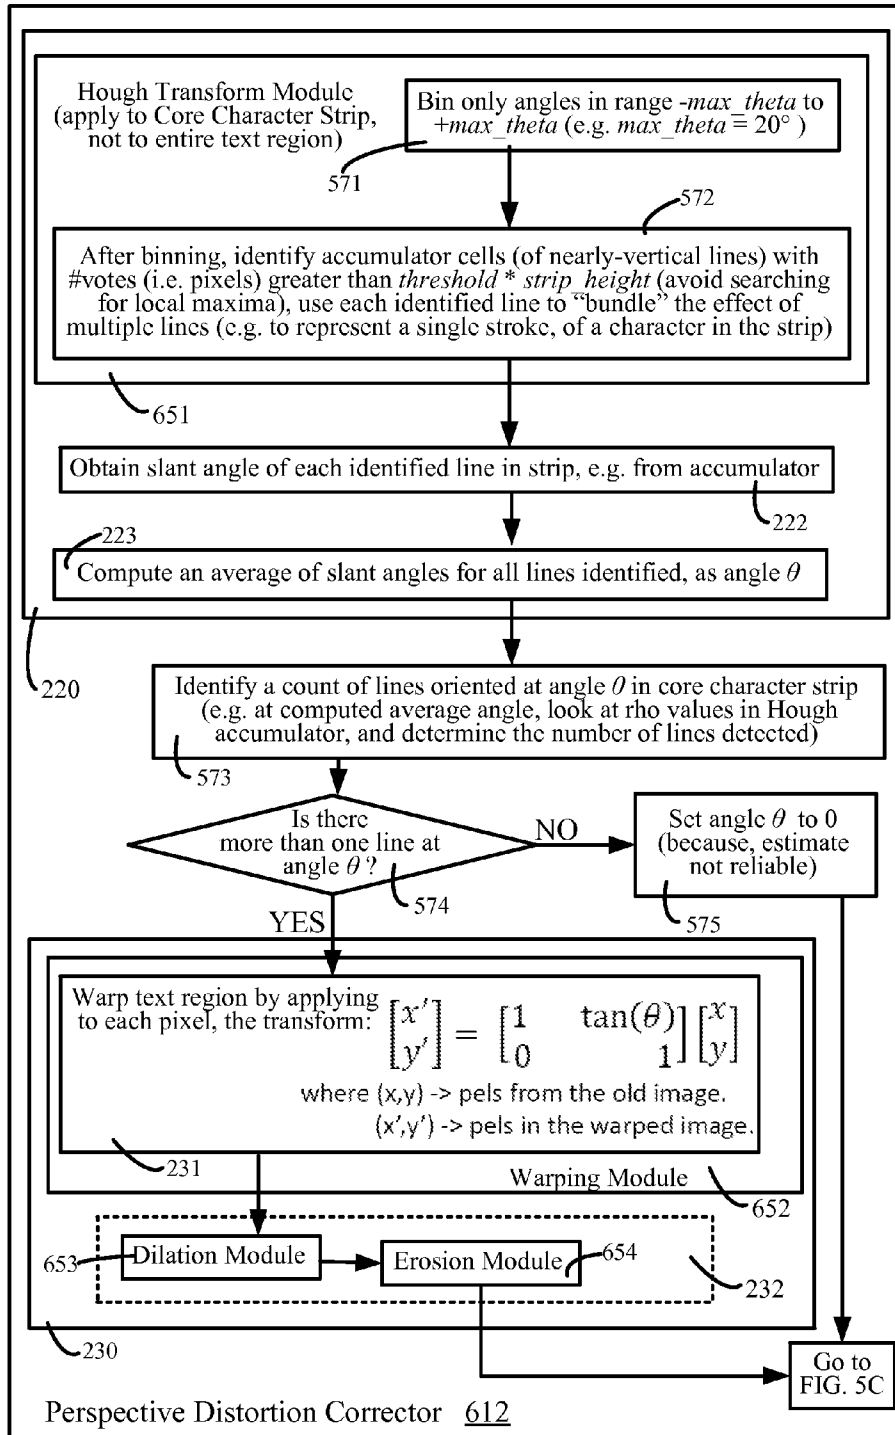 Hough Transform Module
(apply to Core Character Strip,
not to entire text region)
Bin only angles in range -max_theta to
+max_theta (e.g. max_theta = 20° )
571
572
After binning, identify accumulator cells (of nearly-vertical lines) with
#votes (i.e. pixels) greater than threshold * strip_height (avoid searching
for local maxima), use each identified line to “bundle” the effect of
multiple lines (e.g. to represent a single stroke, of a character in the strip)
651
Obtain slant angle of each identified line in strip, e.g. from accumulator
222
223
Compute an average of slant angles for all lines identified, as angle θ
220
Identify a count of lines oriented at angle θ in core character strip
(e.g. at computed average angle, look at rho values in Hough
accumulator, and determine the number of lines detected)
573
Is there
more than one line at
angle θ ?
574
NO
YES
Set angle θ to 0
(because, estimate
not reliable)
575
Warp text region by applying
to each pixel, the transform:
[x' y'] = [1 tan(θ) 0 1] [x y]
where (x,y) -> pels from the old image.
(x',y') -> pels in the warped image.
231
Warping Module
652
653
Dilation Module
Erosion Module
654
232
230
Go to
FIG. 5C
Perspective Distortion Corrector 612